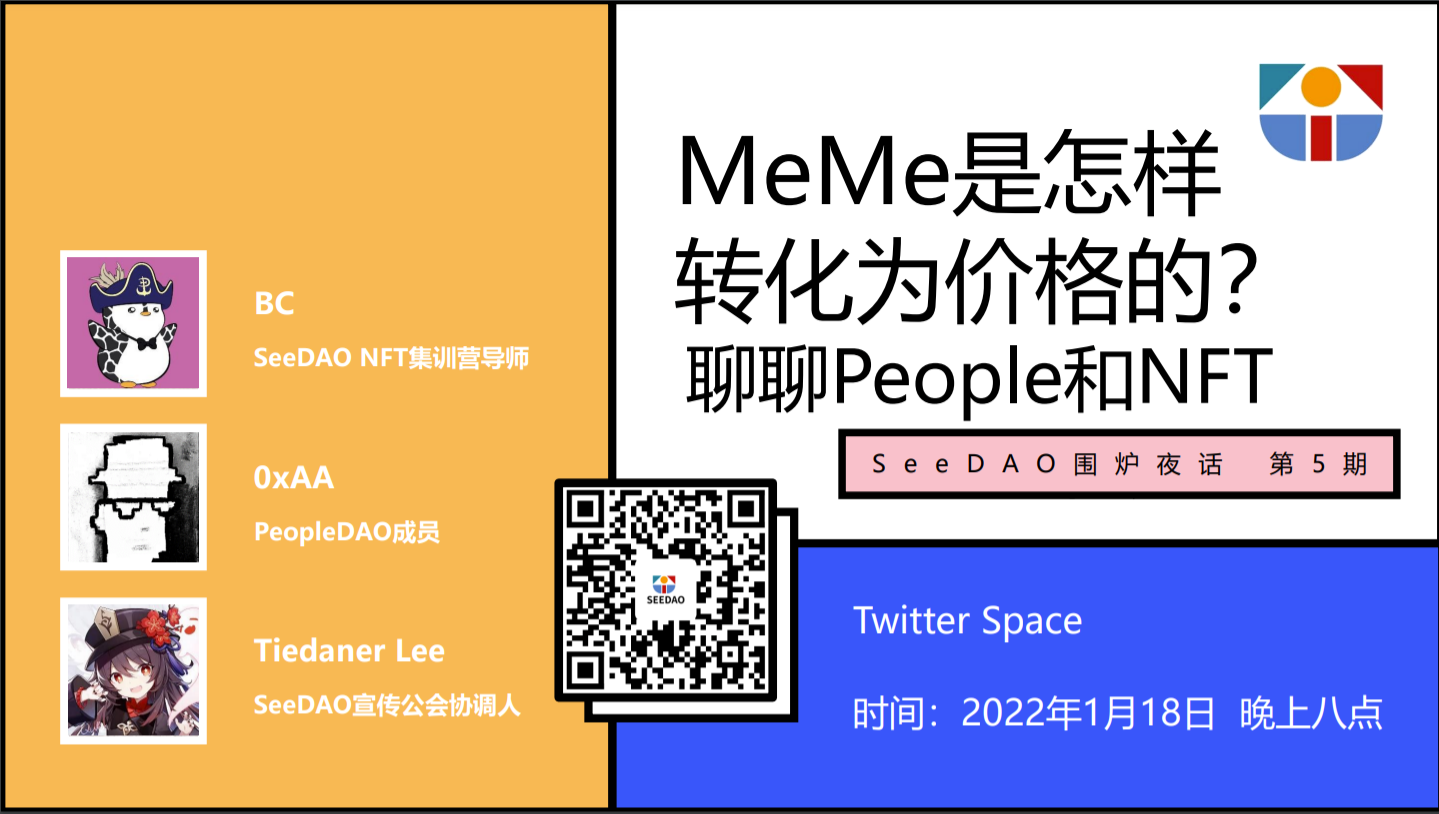 MeMe是怎样
转化为价格的？
聊聊People和NFT
SeeDAO围炉夜话 第5期
BC
SeeDAO NFT集训营导师
0xAA
PeopleDAO成员
Tiedaner Lee
SeeDAO宣传公会协调人
SEEDAO
Twitter Space
时间：2022年1月18日 晚上八点